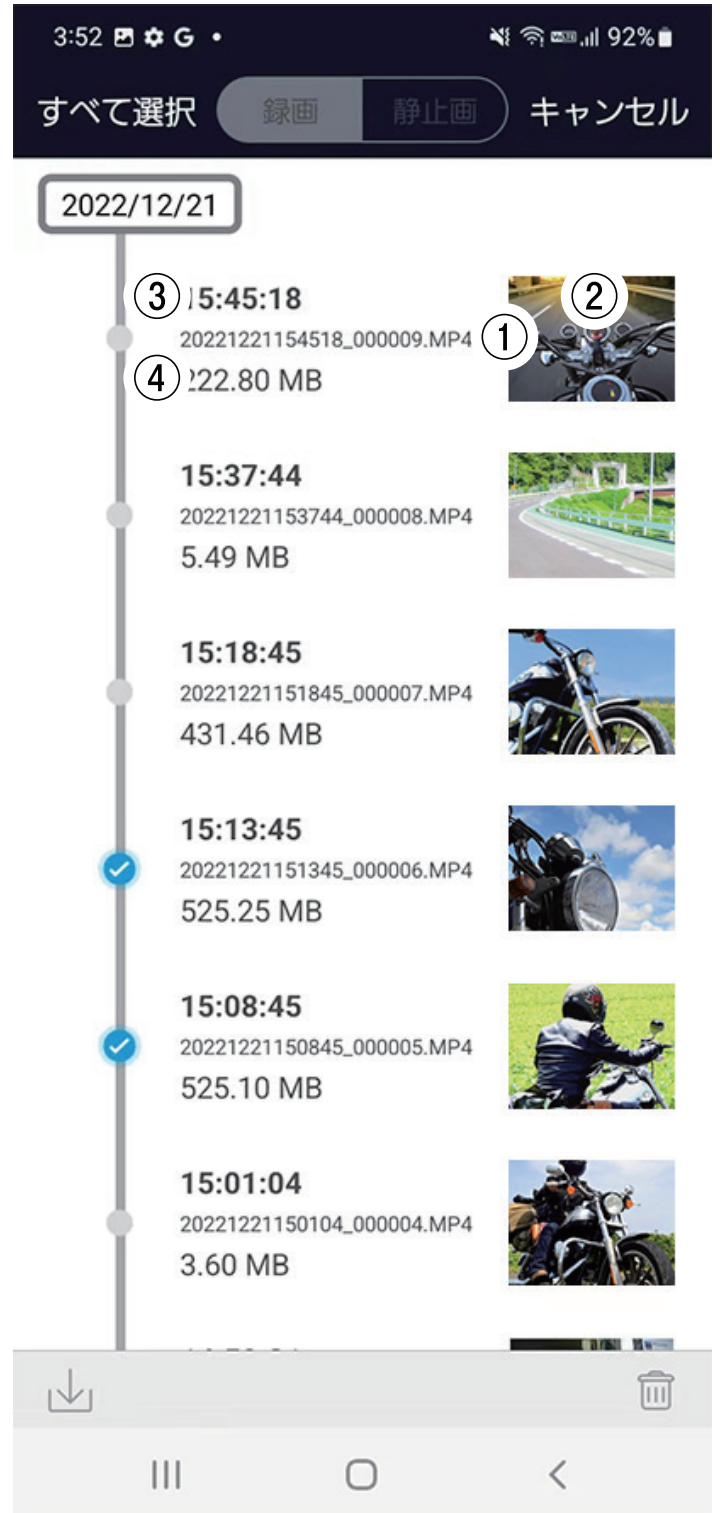 3:52 G • 92%
すべて選択 録画 静止画 キャンセル
2022/12/21
③ 15:45:18 ②
20221221154518_000009.MP4 ①
④ 222.80 MB
15:37:44
20221221153744_000008.MP4
5.49 MB
15:18:45
20221221151845_000007.MP4
431.46 MB
15:13:45
20221221151345_000006.MP4
525.25 MB
15:08:45
20221221150845_000005.MP4
525.10 MB
15:01:04
20221221150104_000004.MP4
3.60 MB